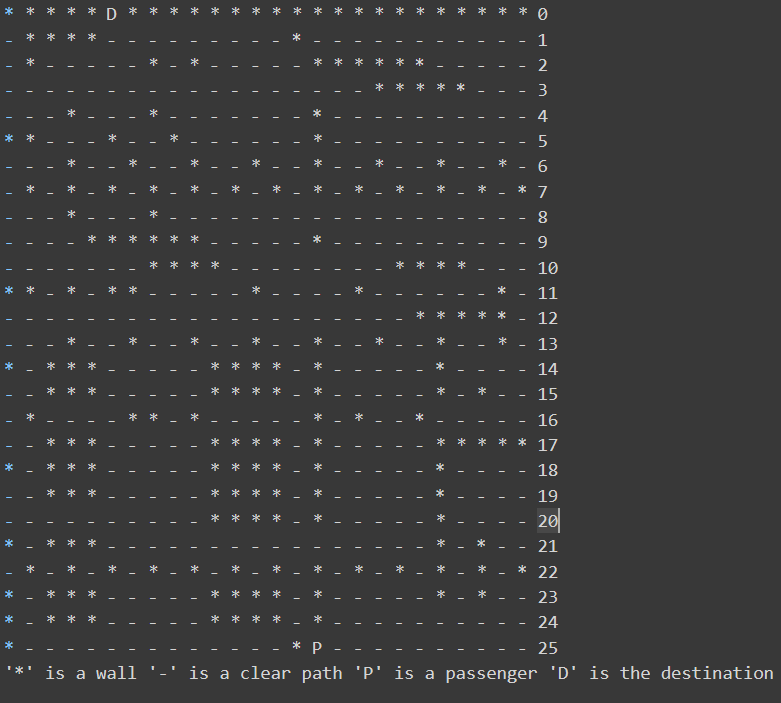 * * * * * D * * * * * * * * * * * * * * * * * * * * 0
- * * * * - - - - - - - - - * - - - - - - - - - - - 1
- * - - - - - * - * - - - - - * * * * * * - - - - - 2
- - - - - - - - - - - - - - - - - - * * * * * - - - 3
- - - * - - - * - - - - - - - * - - - - - - - - - - 4
* * - - - * - - * - - - - - - * - - - - - - - - - - 5
- - - * - - * - - * - - * - - * - - * - - * - - * - 6
- * - * - * - * - * - * - * - * - * - * - * - * - * 7
- - - * - - - * - - - - - - - - - - - - - - - - - - 8
- - - - * * * * * * - - - - - * - - - - - - - - - - 9
- - - - - - - * * * * - - - - - - - - * * * * - - - 10
* * - * - * * - - - - - * - - - - * - - - - - - * - 11
- - - - - - - - - - - - - - - - - - - - * * * * * - 12
- - - * - - * - - * - - * - - * - - * - - * - - * - 13
* - * * * - - - - - * * * * - * - - - - - * - - - - 14
- - * * * - - - - - * * * * - * - - - - - * - * - - 15
- * - - - - * * - * - - - - - * - * - - * - - - - - 16
- - * * * - - - - - * * * * - * - - - - - * * * * * 17
* - * * * - - - - - * * * * - * - - - - - * - - - - 18
- - * * * - - - - - * * * * - * - - - - - * - - - - 19
- - - - - - - - - - * * * * - * - - - - - * - - - - 20
* - * * * - - - - - - - - - - - - - - - - * - * - - 21
- * - * - * - * - * - * - * - * - * - * - * - * - * 22
* - * * * - - - - - * * * * - * - - - - - * - * - - 23
* - * * * - - - - - * * * * - * - - - - - - - - - - 24
* - - - - - - - - - - - - - * P - - - - - - - - - - 25
'*' is a wall '-' is a clear path 'P' is a passenger 'D' is the destination